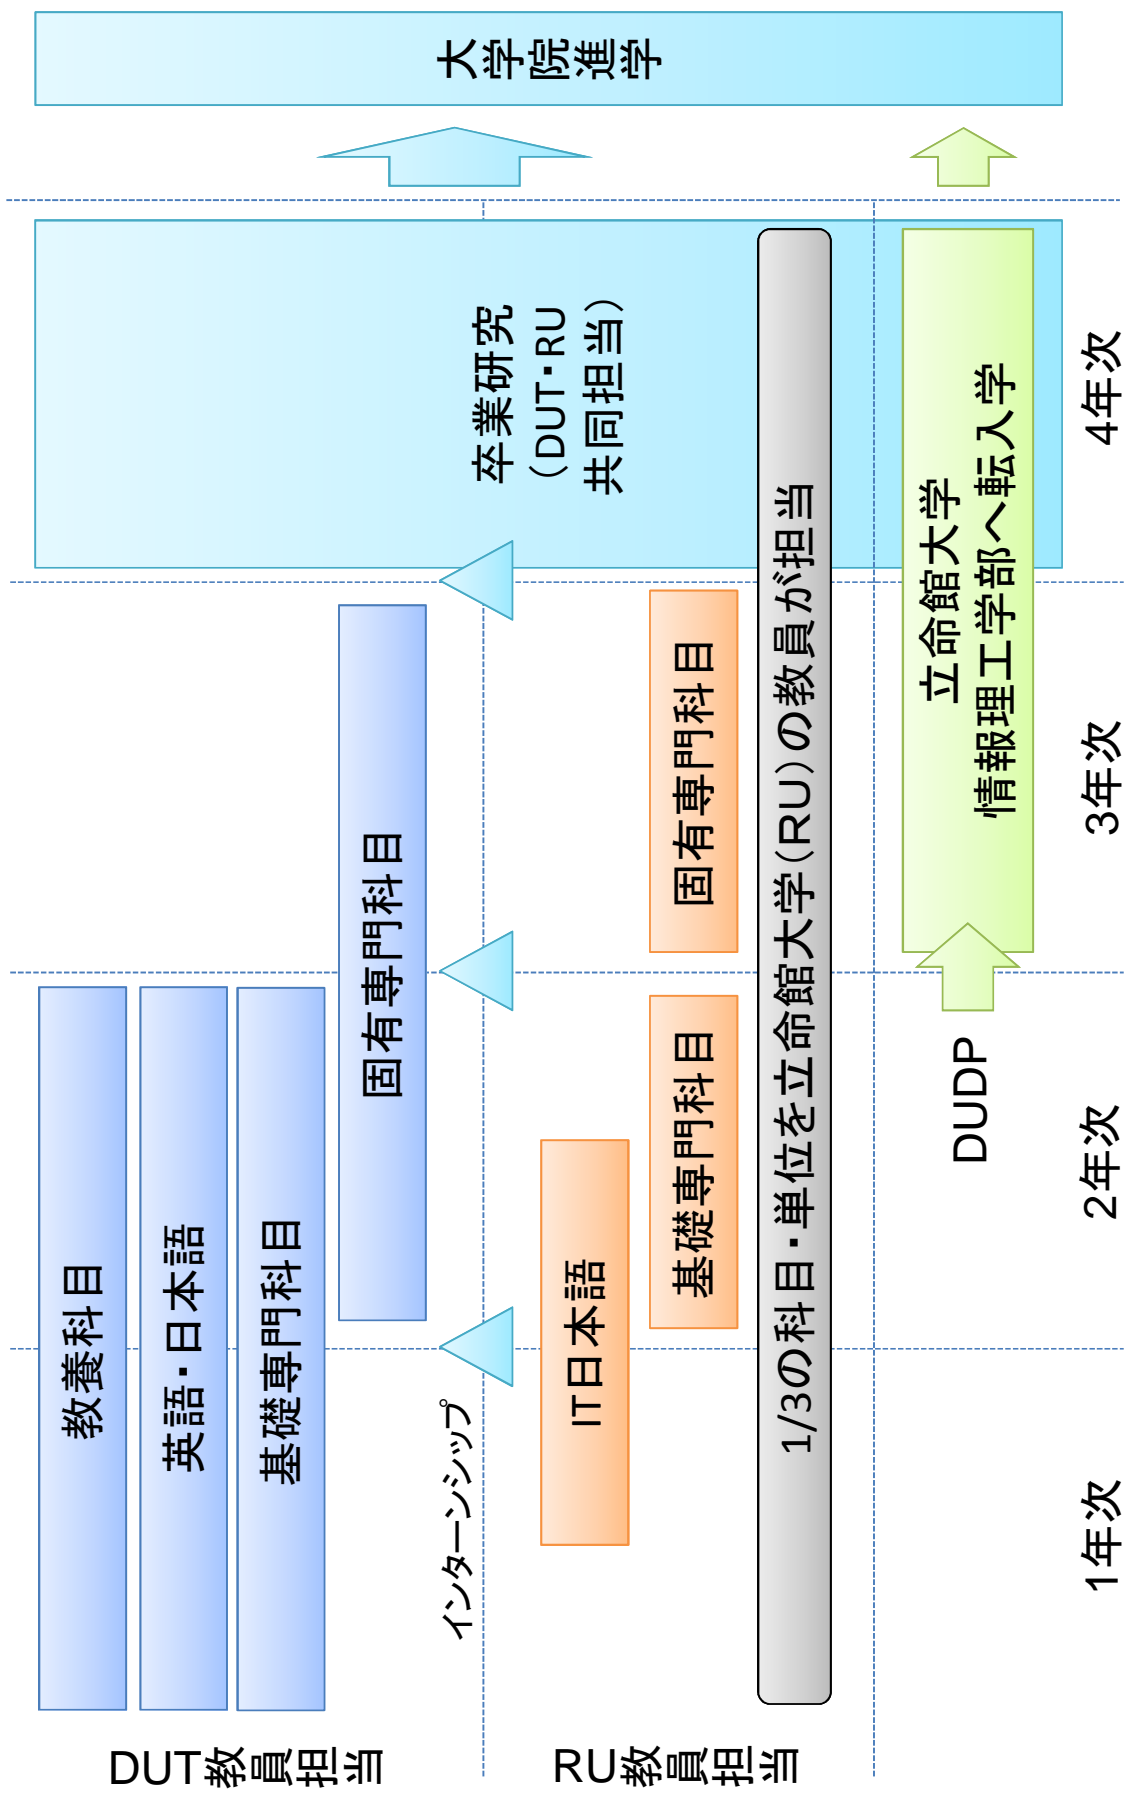 DUT教員担当
教養科目
英語・日本語
基礎専門科目
固有専門科目
インターンシップ
RU教員担当
IT日本語
基礎専門科目
固有専門科目
1/3の科目・単位を立命館大学(RU)の教員が担当
卒業研究
(DUT・RU
共同担当)
大学院進学
DUDP
立命館大学
情報理工学部へ転入学
1年次
2年次
3年次
4年次